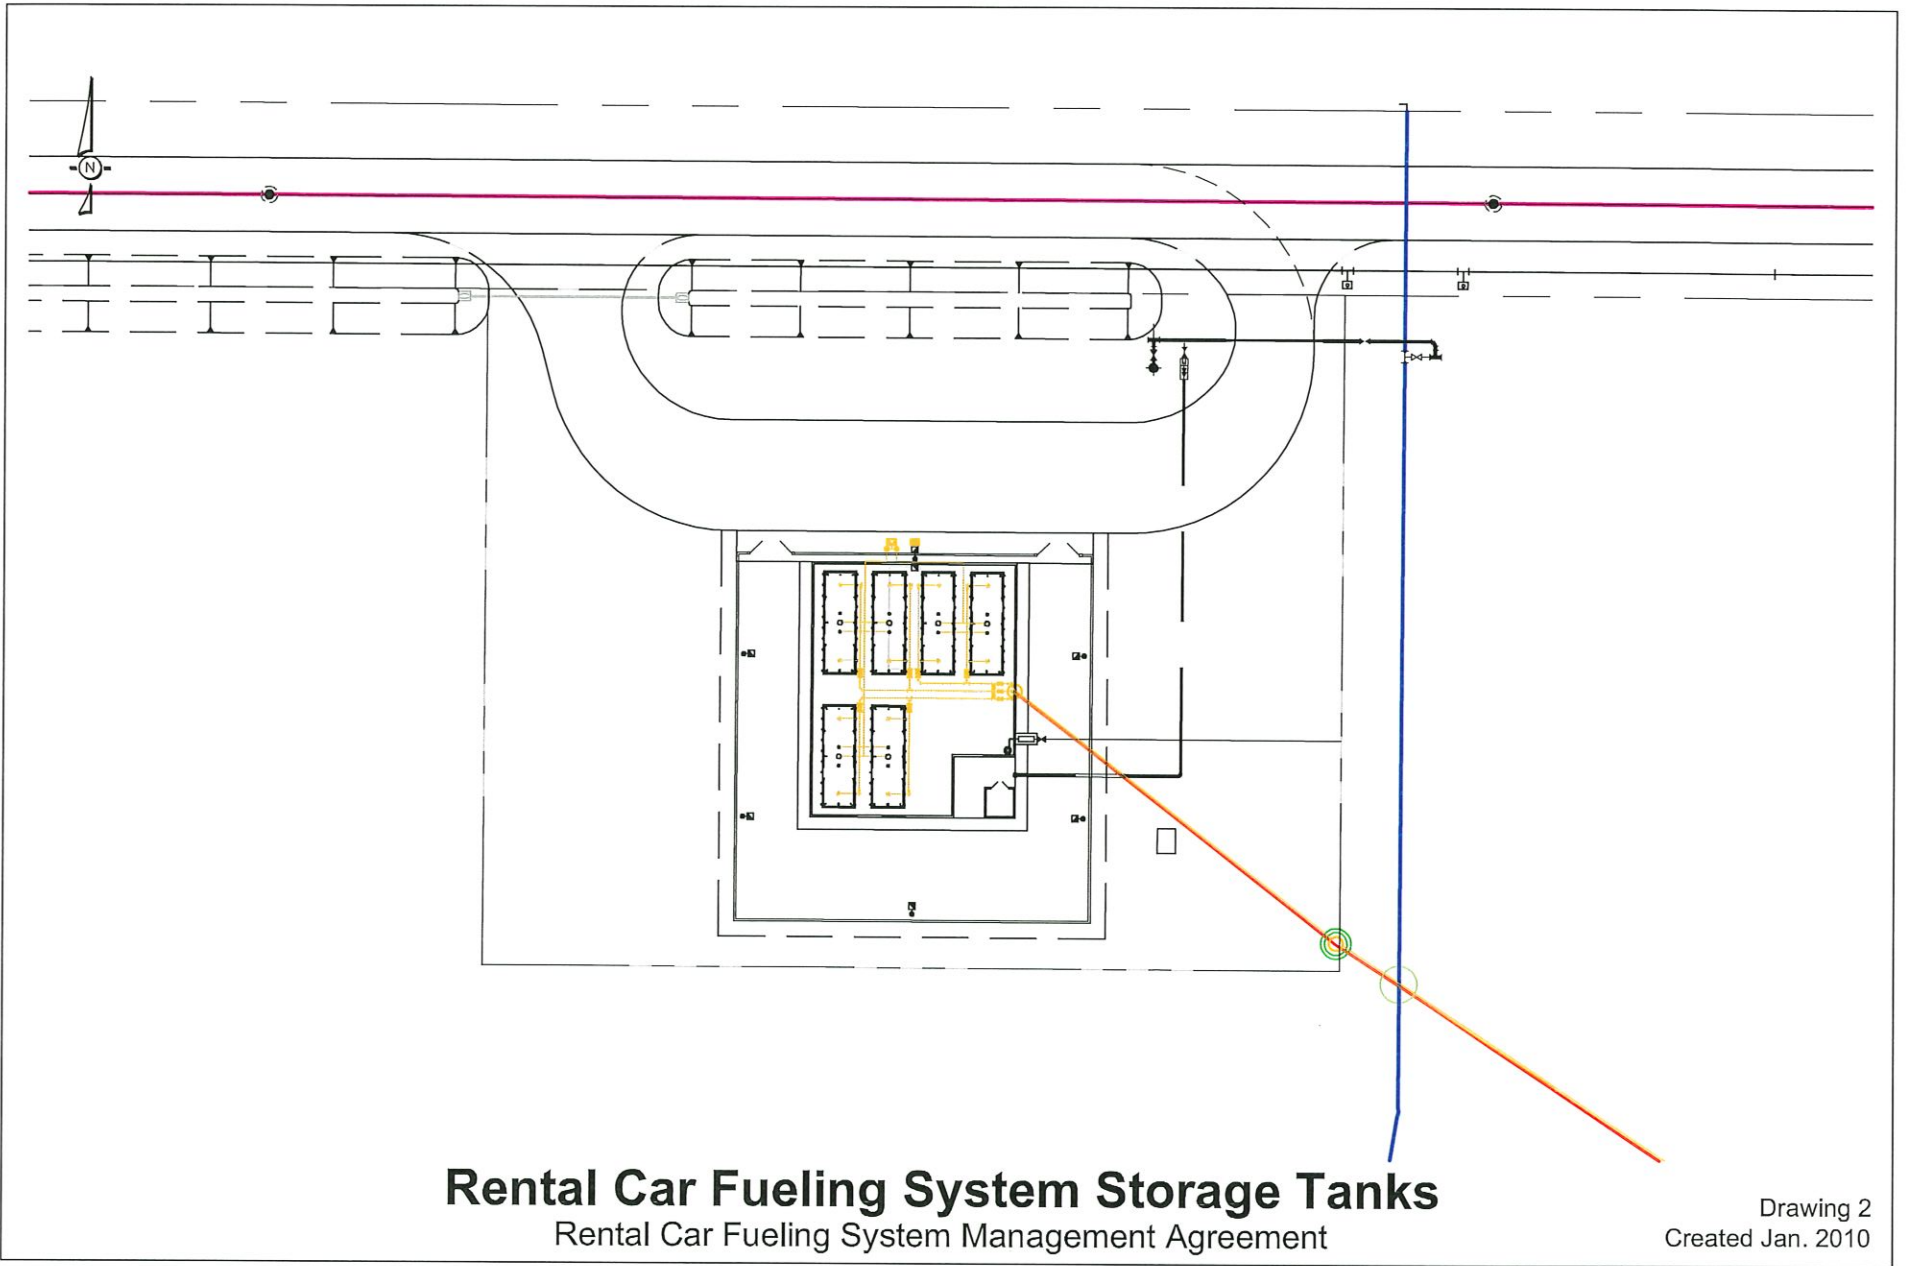 N
Rental Car Fueling System Storage Tanks
Rental Car Fueling System Management Agreement
Drawing 2
Created Jan. 2010